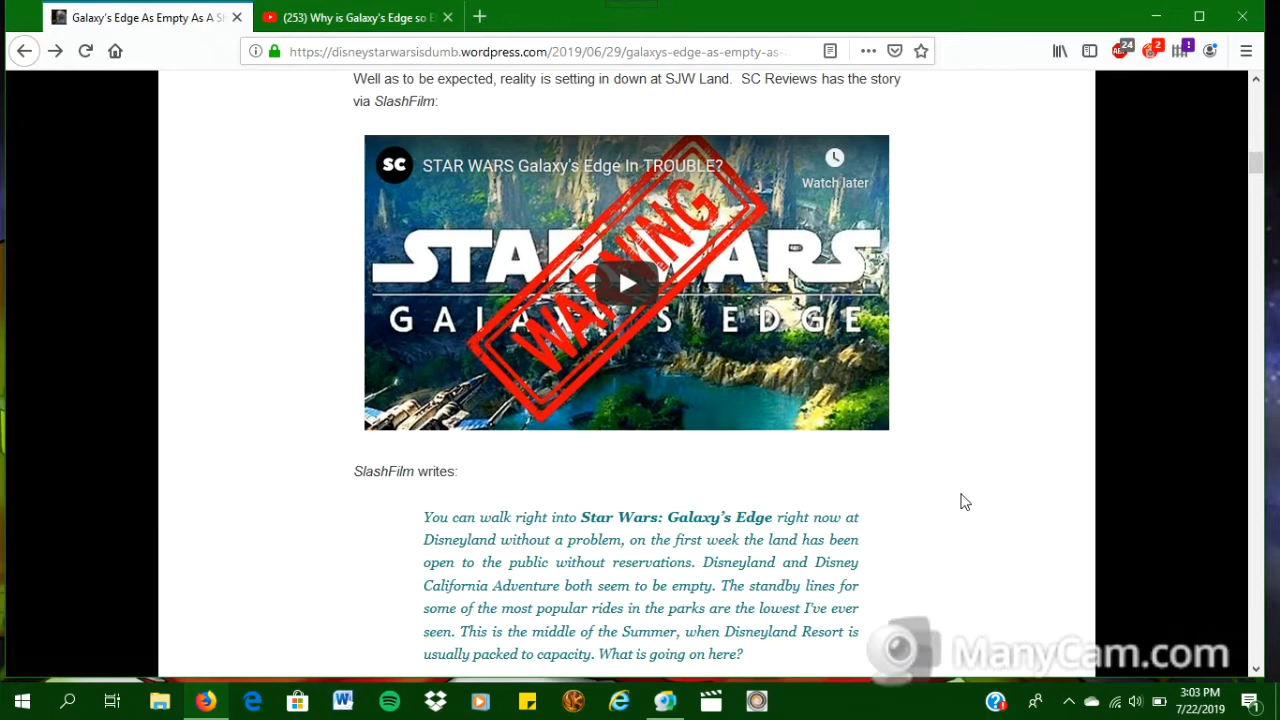 Galaxy's Edge As Empty As A S
(253) Why is Galaxy's Edge so E
https://disneystarwarsisdumb.wordpress.com/2019/06/29/galaxys-edge-as-empty-as-
24
2
Well as to be expected, reality is setting in down at SJW Land. SC Reviews has the story
via SlashFilm:
SC
STAR WARS Galaxy's Edge In TROUBLE?
Watch later
STAR WARS
GALAXY'S EDGE
WARNING
SlashFilm writes:
You can walk right into Star Wars: Galaxy's Edge right now at
Disneyland without a problem, on the first week the land has been
open to the public without reservations. Disneyland and Disney
California Adventure both seem to be empty. The standby lines for
some of the most popular rides in the parks are the lowest I've ever
seen. This is the middle of the Summer, when Disneyland Resort is
usually packed to capacity. What is going on here?
ManyCam.com
3:03 PM
7/22/2019